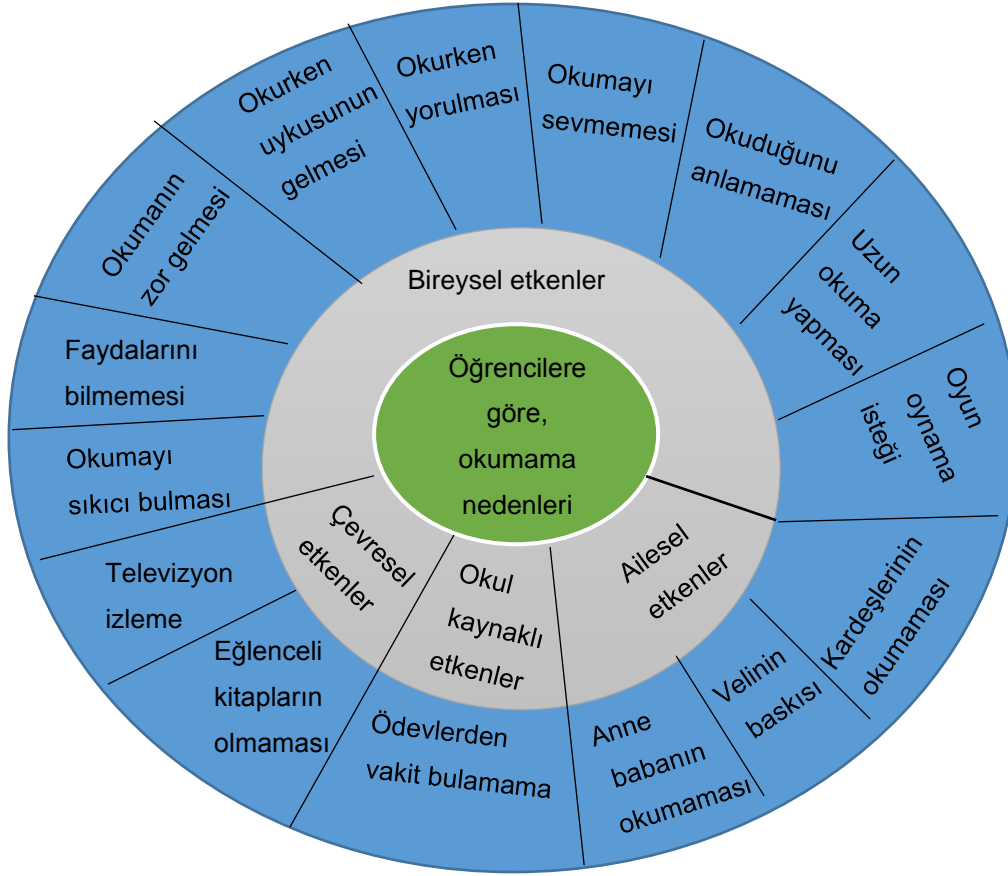 Öğrencilere
göre,
okumama
nedenleri
Bireysel etkenler
Okumayı
sıkıcı bulması
Faydalarını
bilmemesi
Okumanın
zor gelmesi
Okurken
uykusunun
gelmesi
Okurken
yorulması
Okumayı
sevmemesi
Okuduğunu
anlamaması
Uzun
okuma
yapması
Oyun
oynama
isteği
Ailesel
etkenler
Kardeşlerinin
okumaması
Velinin
baskısı
Anne
babanın
okumaması
Okul
kaynaklı
etkenler
Ödevlerden
vakit bulamama
Çevresel
etkenler
Eğlenceli
kitapların
olmaması
Televizyon
izleme